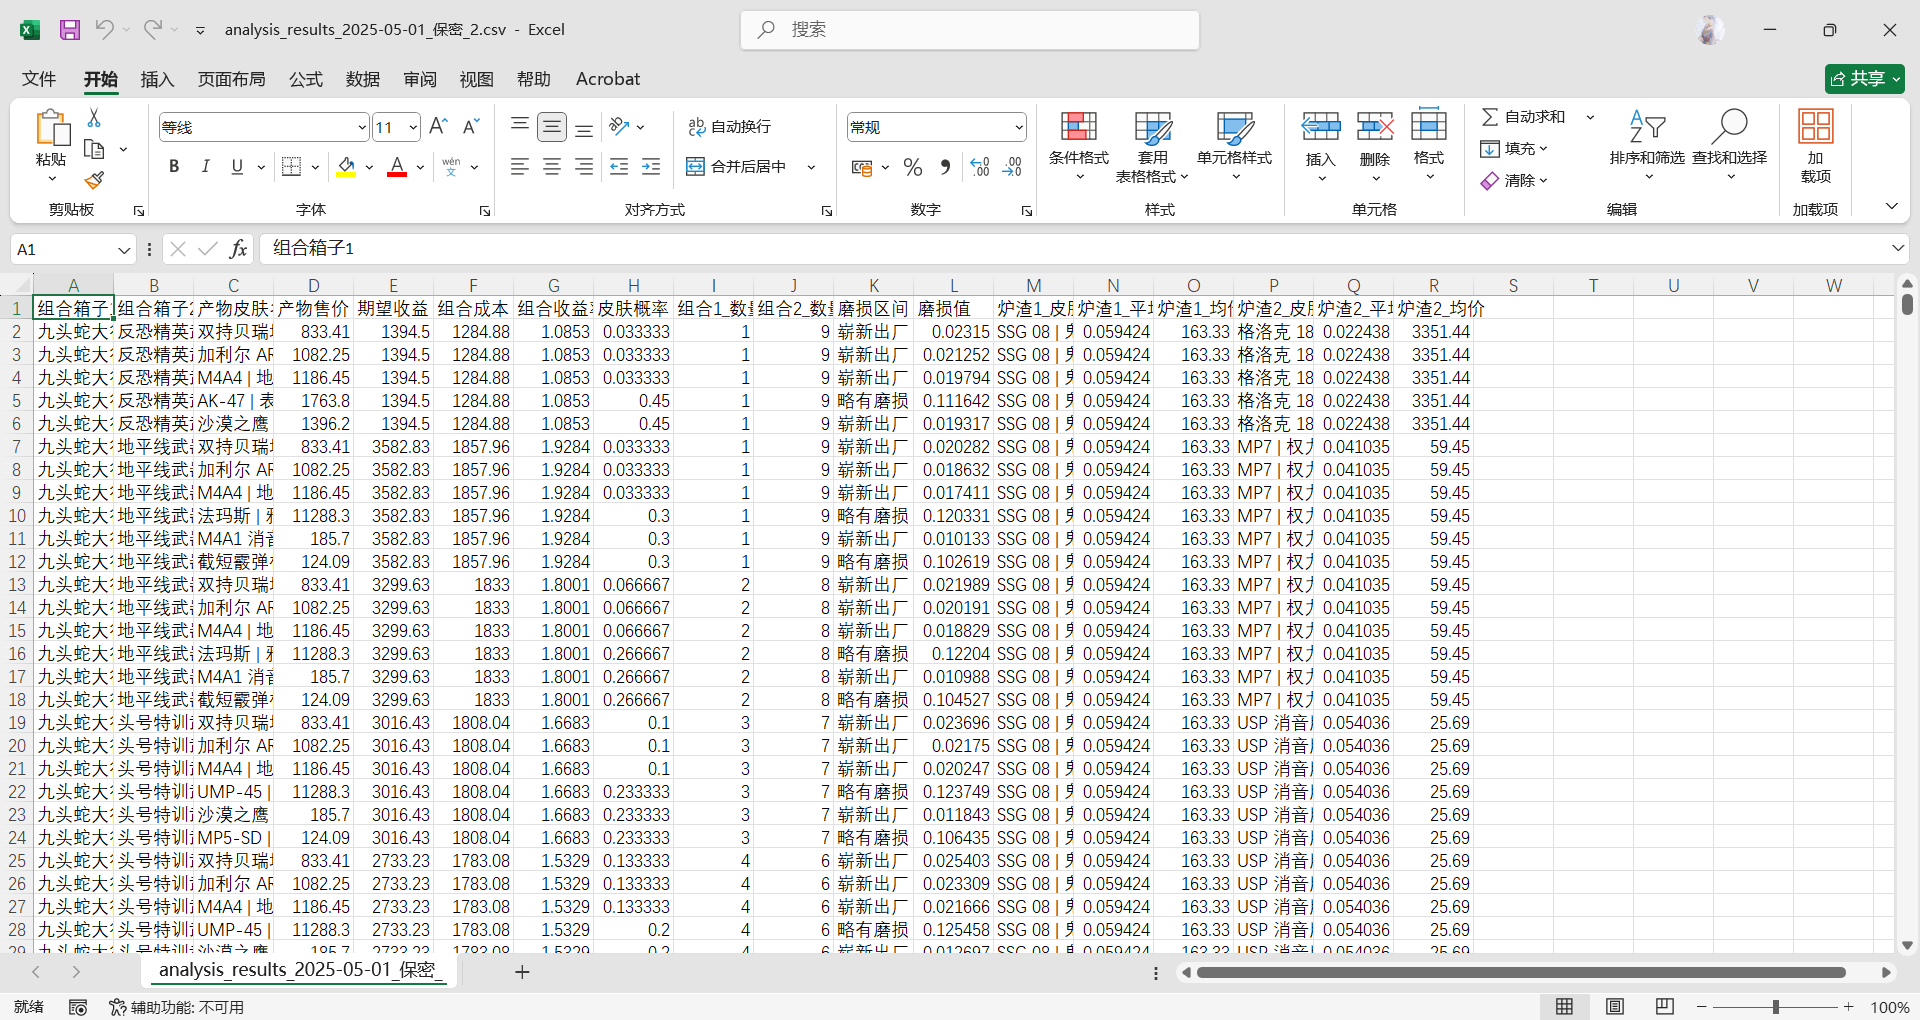 analysis_results_2025-05-01_保密_2.csv - Excel
搜索
文件 开始 插入 页面布局 公式 数据 审阅 视图 帮助 Acrobat
共享
粘贴
等线 11
B I U wén 文
自动换行
合并后居中
常规
条件格式 套用 表格格式 单元格样式
插入 删除 格式
自动求和
填充
清除
排序和筛选 查找和选择
加载项
剪贴板 字体 对齐方式 数字 样式 单元格 编辑 加载项
A1 fx 组合箱子1
A B C D E F G H I J K L M N O P Q R S T U V W
1 组合箱子 组合箱子 产物皮肤 产物售价 期望收益 组合成本 组合收益 皮肤概率 组合1_数 组合2_数 磨损区间 磨损值 炉渣1_皮 炉渣1_平 炉渣1_均 炉渣2_皮 炉渣2_平 炉渣2_均价
2 九头蛇大 反恐精英 双持贝瑞 833.41 1394.5 1284.88 1.0853 0.033333 1 9 崭新出厂 0.02315 SSG 08 | 0.059424 163.33 格洛克 18 0.022438 3351.44
3 九头蛇大 反恐精英 加利尔 AR 1082.25 1394.5 1284.88 1.0853 0.033333 1 9 崭新出厂 0.021252 SSG 08 | 0.059424 163.33 格洛克 18 0.022438 3351.44
4 九头蛇大 反恐精英 M4A4 | 地 1186.45 1394.5 1284.88 1.0853 0.033333 1 9 崭新出厂 0.019794 SSG 08 | 0.059424 163.33 格洛克 18 0.022438 3351.44
5 九头蛇大 反恐精英 AK-47 | 表 1763.8 1394.5 1284.88 1.0853 0.45 1 9 略有磨损 0.111642 SSG 08 | 0.059424 163.33 格洛克 18 0.022438 3351.44
6 九头蛇大 反恐精英 沙漠之鹰 1396.2 1394.5 1284.88 1.0853 0.45 1 9 崭新出厂 0.019317 SSG 08 | 0.059424 163.33 格洛克 18 0.022438 3351.44
7 九头蛇大 地平线武 双持贝瑞 833.41 3582.83 1857.96 1.9284 0.033333 1 9 崭新出厂 0.020282 SSG 08 | 0.059424 163.33 MP7 | 权 0.041035 59.45
8 九头蛇大 地平线武 加利尔 AR 1082.25 3582.83 1857.96 1.9284 0.033333 1 9 崭新出厂 0.018632 SSG 08 | 0.059424 163.33 MP7 | 权 0.041035 59.45
9 九头蛇大 地平线武 M4A4 | 地 1186.45 3582.83 1857.96 1.9284 0.033333 1 9 崭新出厂 0.017411 SSG 08 | 0.059424 163.33 MP7 | 权 0.041035 59.45
10 九头蛇大 地平线武 法玛斯 | 11288.3 3582.83 1857.96 1.9284 0.3 1 9 略有磨损 0.120331 SSG 08 | 0.059424 163.33 MP7 | 权 0.041035 59.45
11 九头蛇大 地平线武 M4A1 消音 185.7 3582.83 1857.96 1.9284 0.3 1 9 崭新出厂 0.010133 SSG 08 | 0.059424 163.33 MP7 | 权 0.041035 59.45
12 九头蛇大 地平线武 截短霰弹 124.09 3582.83 1857.96 1.9284 0.3 1 9 略有磨损 0.102619 SSG 08 | 0.059424 163.33 MP7 | 权 0.041035 59.45
13 九头蛇大 地平线武 双持贝瑞 833.41 3299.63 1833 1.8001 0.066667 2 8 崭新出厂 0.021989 SSG 08 | 0.059424 163.33 MP7 | 权 0.041035 59.45
14 九头蛇大 地平线武 加利尔 AR 1082.25 3299.63 1833 1.8001 0.066667 2 8 崭新出厂 0.020191 SSG 08 | 0.059424 163.33 MP7 | 权 0.041035 59.45
15 九头蛇大 地平线武 M4A4 | 地 1186.45 3299.63 1833 1.8001 0.066667 2 8 崭新出厂 0.018829 SSG 08 | 0.059424 163.33 MP7 | 权 0.041035 59.45
16 九头蛇大 地平线武 法玛斯 | 11288.3 3299.63 1833 1.8001 0.266667 2 8 略有磨损 0.12204 SSG 08 | 0.059424 163.33 MP7 | 权 0.041035 59.45
17 九头蛇大 地平线武 M4A1 消音 185.7 3299.63 1833 1.8001 0.266667 2 8 崭新出厂 0.010988 SSG 08 | 0.059424 163.33 MP7 | 权 0.041035 59.45
18 九头蛇大 地平线武 截短霰弹 124.09 3299.63 1833 1.8001 0.266667 2 8 略有磨损 0.104527 SSG 08 | 0.059424 163.33 MP7 | 权 0.041035 59.45
19 九头蛇大 头号特训 双持贝瑞 833.41 3016.43 1808.04 1.6683 0.1 3 7 崭新出厂 0.023696 SSG 08 | 0.059424 163.33 USP 消音 0.054036 25.69
20 九头蛇大 头号特训 加利尔 AR 1082.25 3016.43 1808.04 1.6683 0.1 3 7 崭新出厂 0.02175 SSG 08 | 0.059424 163.33 USP 消音 0.054036 25.69
21 九头蛇大 头号特训 M4A4 | 地 1186.45 3016.43 1808.04 1.6683 0.1 3 7 崭新出厂 0.020247 SSG 08 | 0.059424 163.33 USP 消音 0.054036 25.69
22 九头蛇大 头号特训 UMP-45 | 11288.3 3016.43 1808.04 1.6683 0.233333 3 7 略有磨损 0.123749 SSG 08 | 0.059424 163.33 USP 消音 0.054036 25.69
23 九头蛇大 头号特训 沙漠之鹰 185.7 3016.43 1808.04 1.6683 0.233333 3 7 崭新出厂 0.011843 SSG 08 | 0.059424 163.33 USP 消音 0.054036 25.69
24 九头蛇大 头号特训 MP5-SD | 124.09 3016.43 1808.04 1.6683 0.233333 3 7 略有磨损 0.106435 SSG 08 | 0.059424 163.33 USP 消音 0.054036 25.69
25 九头蛇大 头号特训 双持贝瑞 833.41 2733.23 1783.08 1.5329 0.133333 4 6 崭新出厂 0.025403 SSG 08 | 0.059424 163.33 USP 消音 0.054036 25.69
26 九头蛇大 头号特训 加利尔 AR 1082.25 2733.23 1783.08 1.5329 0.133333 4 6 崭新出厂 0.023309 SSG 08 | 0.059424 163.33 USP 消音 0.054036 25.69
27 九头蛇大 头号特训 M4A4 | 地 1186.45 2733.23 1783.08 1.5329 0.133333 4 6 崭新出厂 0.021666 SSG 08 | 0.059424 163.33 USP 消音 0.054036 25.69
28 九头蛇大 头号特训 UMP-45 | 11288.3 2733.23 1783.08 1.5329 0.2 4 6 略有磨损 0.125458 SSG 08 | 0.059424 163.33 USP 消音 0.054036 25.69
29 九头蛇大 头号特训 沙漠之鹰 185.7 2733.23 1783.08 1.5329 0.2 4 6 崭新出厂 0.012697 SSG 08 | 0.059424 163.33 USP 消音 0.054036 25.69
analysis_results_2025-05-01_保密_
就绪 辅助功能: 不可用 100%